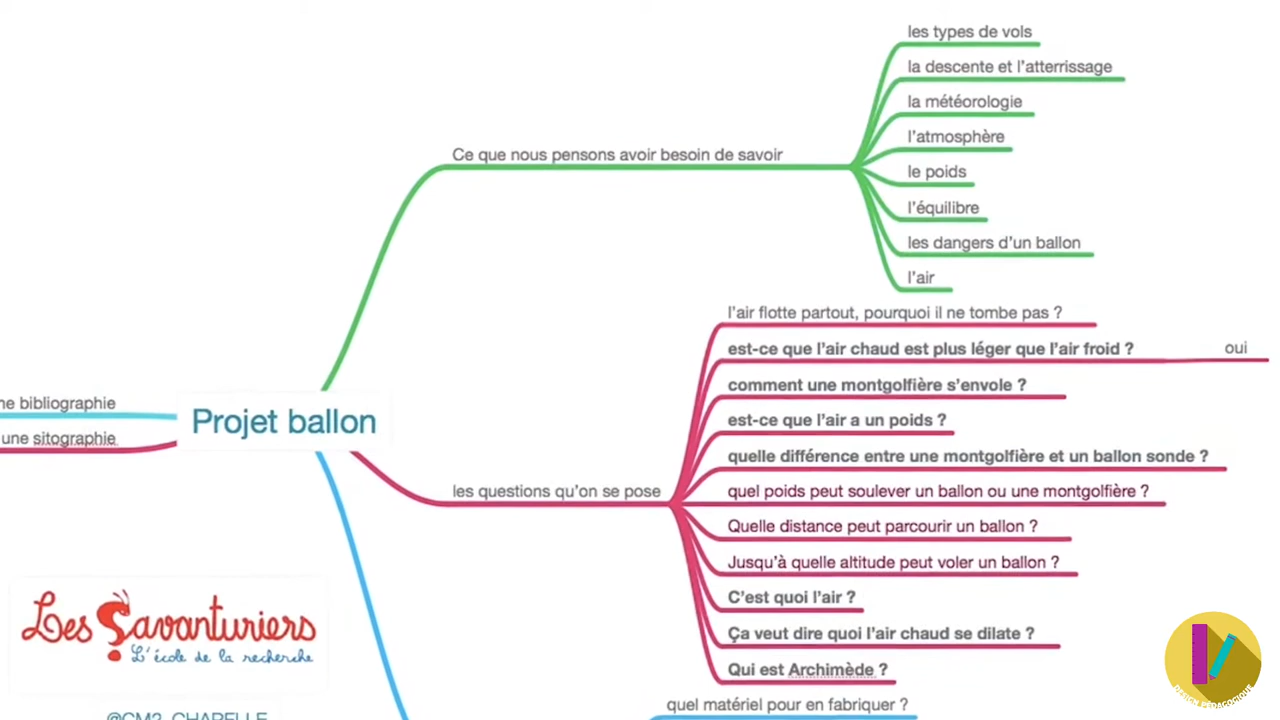 les types de vols
la descente et l'atterrissage
la météorologie
l'atmosphère
Ce que nous pensons avoir besoin de savoir
le poids
l'équilibre
les dangers d'un ballon
l'air
l'air flotte partout, pourquoi il ne tombe pas ?
est-ce que l'air chaud est plus léger que l'air froid ?
oui
comment une montgolfière s'envole ?
est-ce que l'air a un poids ?
quelle différence entre une montgolfière et un ballon sonde ?
bibliographie
une sitographie
Projet ballon
les questions qu'on se pose
quel poids peut soulever un ballon ou une montgolfière ?
Quelle distance peut parcourir un ballon ?
Jusqu'à quelle altitude peut voler un ballon ?
C'est quoi l'air ?
Ça veut dire quoi l'air chaud se dilate ?
Qui est Archimède ?
quel matériel pour en fabriquer ?
Les Savanturiers
L'école de la recherche
@CM2_CHAPELLE
DESIGN PÉDAGOGIQUE